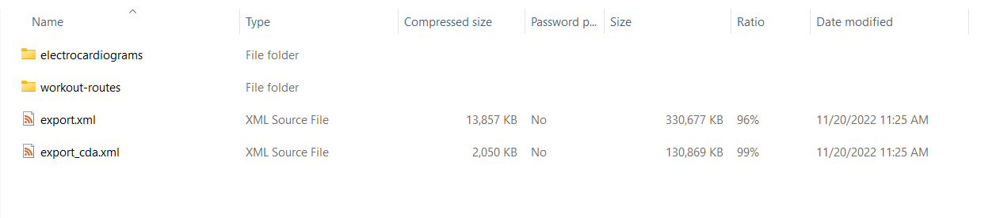 Name Type Compressed size Password p... Size Ratio Date modified
electrocardiograms File folder
workout-routes File folder
export.xml XML Source File 13,857 KB No 330,677 KB 96% 11/20/2022 11:25 AM
export_cda.xml XML Source File 2,050 KB No 130,869 KB 99% 11/20/2022 11:25 AM